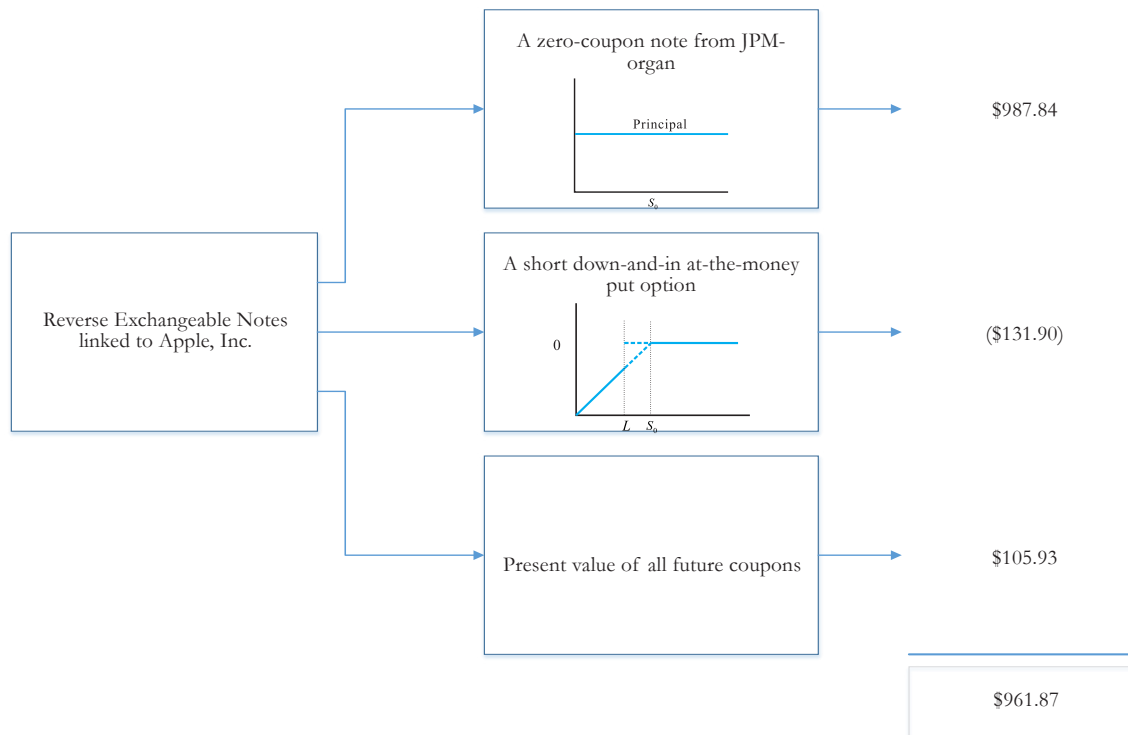 A zero-coupon note from JPM-
organ
Principal
S₀
$987.84
Reverse Exchangeable Notes
linked to Apple, Inc.
A short down-and-in at-the-money
put option
0
L S₀
($131.90)
Present value of all future coupons
$105.93
$961.87